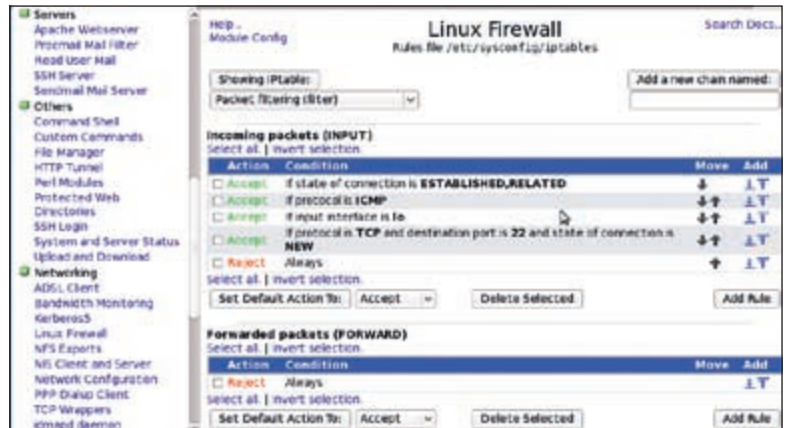 Servers
Apache Webserver
Procmail Mail Filter
Read User Mail
SSH Server
Sendmail Mail Server
Others
Command Shell
Custom Commands
File Manager
HTTP Tunnel
Perl Modules
Protected Web
Directories
SSH Login
System and Server Status
Upload and Download
Networking
ADSL Client
Bandwidth Monitoring
Kerberos5
Linux Firewall
NFS Exports
NIS Client and Server
Network Configuration
PPP Dialup Client
TCP Wrappers
idmapd daemon
Help..
Module Config
Linux Firewall
Rules file /etc/sysconfig/iptables
Search Docs..
Showing IPtable:
Add a new chain named:
Packet filtering (filter)
Incoming packets (INPUT)
Select all. | Invert selection.
Action Condition Move Add
Accept If state of connection is ESTABLISHED,RELATED
Accept If protocol is ICMP
Accept If input interface is lo
Accept If protocol is TCP and destination port is 22 and state of connection is
NEW
Reject Always
Select all. | Invert selection.
Set Default Action To: Accept Delete Selected Add Rule
Forwarded packets (FORWARD)
Select all. | Invert selection.
Action Condition Move Add
Reject Always
Select all. | Invert selection.
Set Default Action To: Accept Delete Selected Add Rule